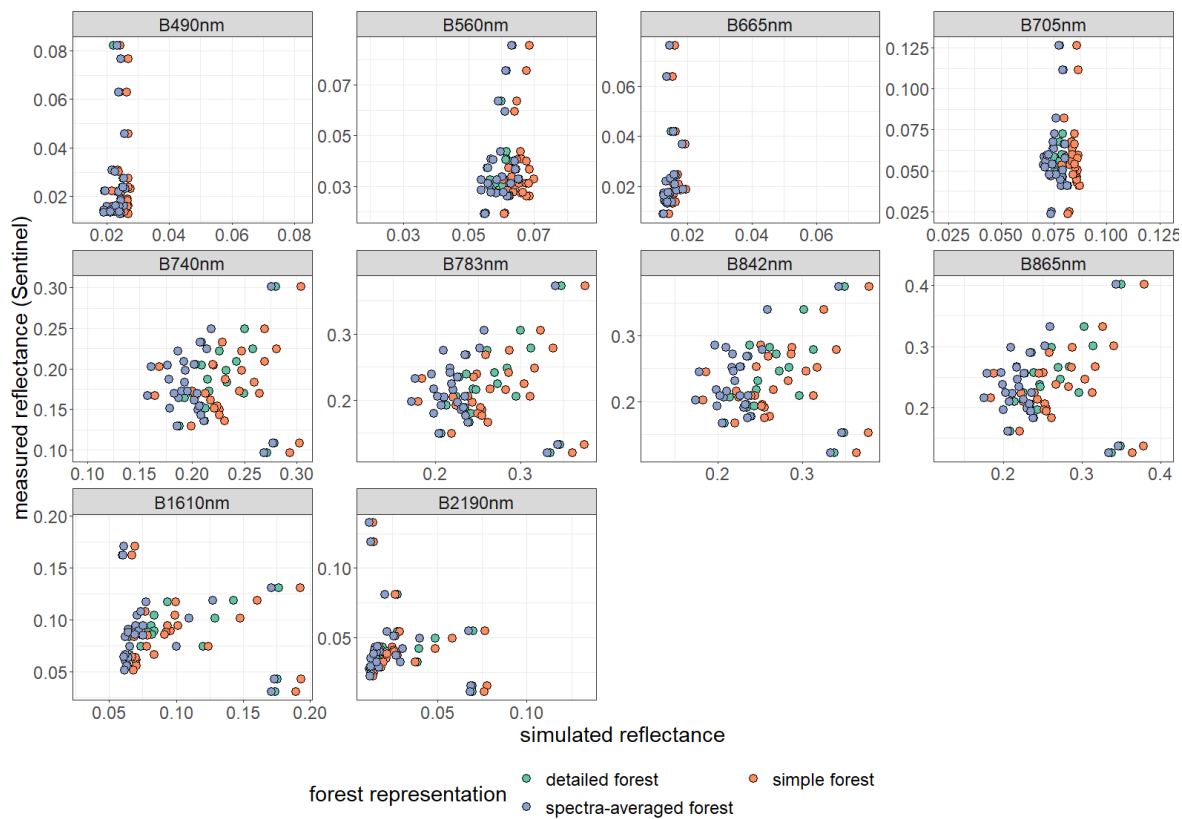 B490nm B560nm B665nm B705nm
0.08 0.06 0.04 0.02
0.07 0.05 0.03
0.06 0.04 0.02
0.125 0.100 0.075 0.050 0.025
0.02 0.04 0.06 0.08
0.03 0.05 0.07
0.02 0.04 0.06
0.025 0.050 0.075 0.100 0.125
measured reflectance (Sentinel)
B740nm B783nm B842nm B865nm
0.30 0.25 0.20 0.15 0.10
0.3 0.2
0.3 0.2
0.4 0.3 0.2
0.10 0.15 0.20 0.25 0.30
0.2 0.3
0.2 0.3
0.2 0.3 0.4
B1610nm B2190nm
0.20 0.15 0.10 0.05
0.10 0.05
0.05 0.10 0.15 0.20
0.05 0.10
simulated reflectance
forest representation
detailed forest simple forest
spectra-averaged forest